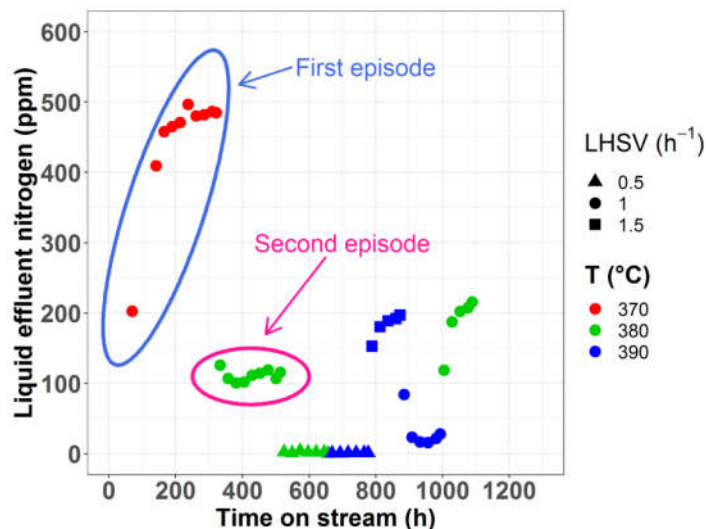 600
500
400
300
200
100
0
Liquid effluent nitrogen (ppm)
First episode
Second episode
0 200 400 600 800 1000 1200
Time on stream (h)
LHSV (h⁻¹)
0.5
1
1.5
T (°C)
370
380
390